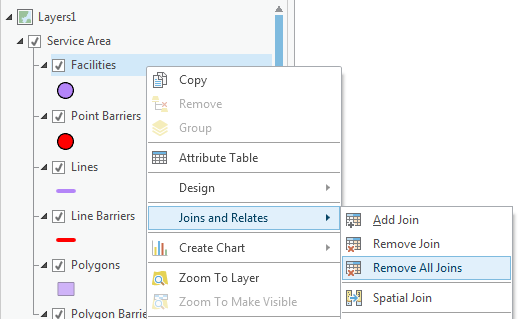 Layers1
Service Area
Facilities
Point Barriers
Lines
Line Barriers
Polygons
Polygon Barrier
Copy
Remove
Group
Attribute Table
Design
Joins and Relates
Create Chart
Zoom To Layer
Zoom To Make Visible
Add Join
Remove Join
Remove All Joins
Spatial Join